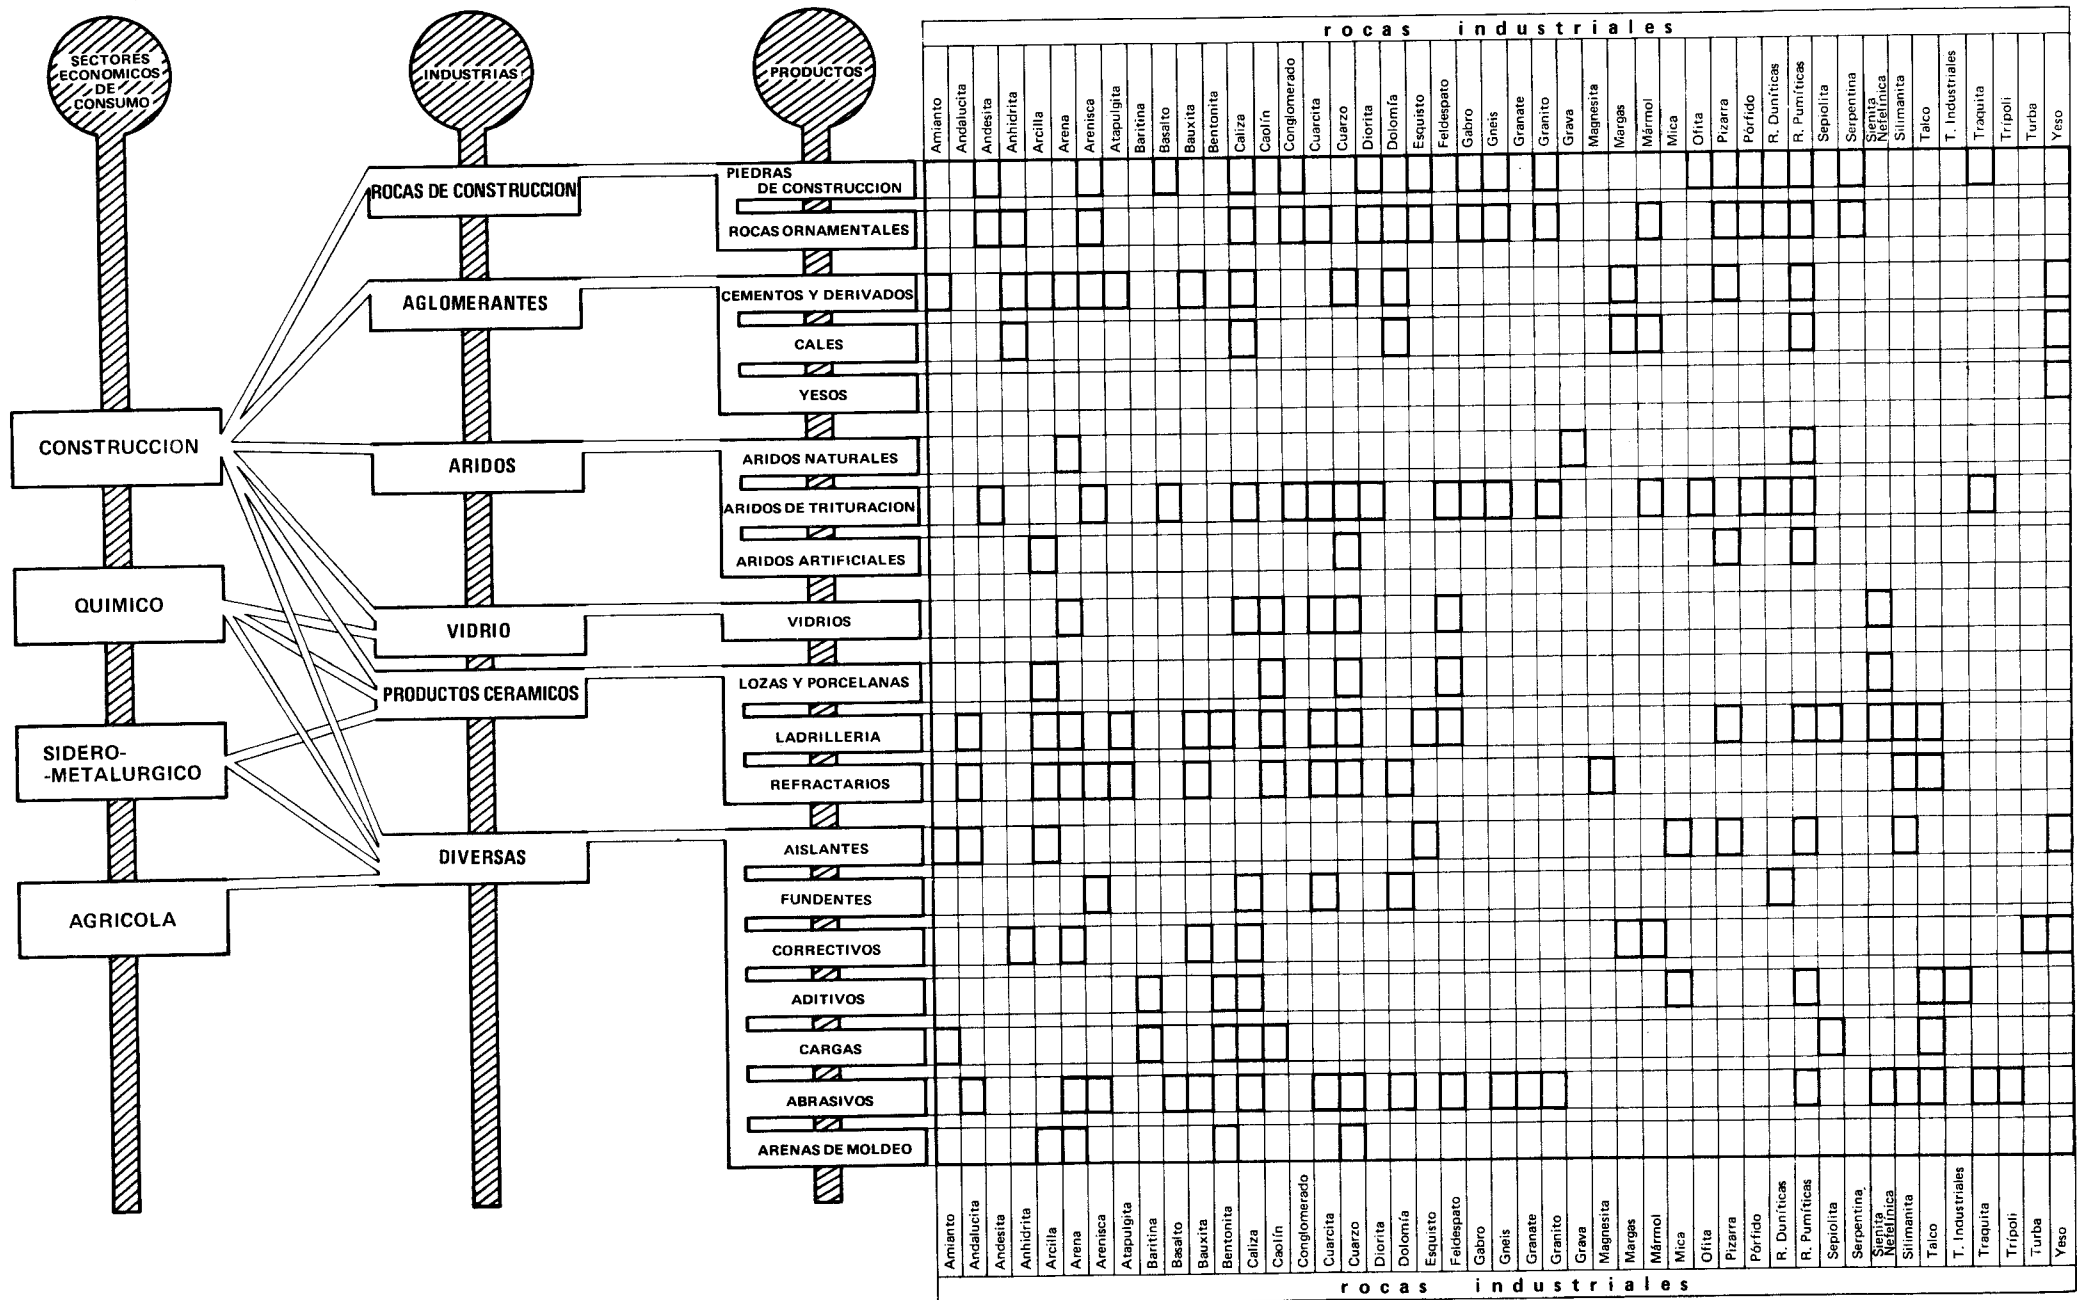 SECTORES
ECONOMICOS
DE
CONSUMO
INDUSTRIAS
PRODUCTOS
rocas industriales
Amianto
Andalucita
Andesita
Anhidrita
Arcilla
Arena
Arenisca
Atapulgita
Baritina
Basalto
Bauxita
Bentonita
Caliza
Caolín
Conglomerado
Cuarcita
Cuarzo
Diorita
Dolomía
Esquisto
Feldespato
Gabro
Gneis
Granate
Granito
Grava
Magnesita
Margas
Mármol
Mica
Ofita
Pizarra
Pórfido
R. Duníticas
R. Pumíticas
Sepiolita
Serpentina
Sienita
Nefelínica
Silimanita
Talco
T. Industriales
Traquita
Trípoli
Turba
Yeso
CONSTRUCCION
QUIMICO
SIDERO-
-METALURGICO
AGRICOLA
ROCAS DE CONSTRUCCION
AGLOMERANTES
ARIDOS
VIDRIO
PRODUCTOS CERAMICOS
DIVERSAS
PIEDRAS
DE CONSTRUCCION
ROCAS ORNAMENTALES
CEMENTOS Y DERIVADOS
CALES
YESOS
ARIDOS NATURALES
ARIDOS DE TRITURACION
ARIDOS ARTIFICIALES
VIDRIOS
LOZAS Y PORCELANAS
LADRILLERIA
REFRACTARIOS
AISLANTES
FUNDENTES
CORRECTIVOS
ADITIVOS
CARGAS
ABRASIVOS
ARENAS DE MOLDEO
Amianto
Andalucita
Andesita
Anhidrita
Arcilla
Arena
Arenisca
Atapulgita
Baritina
Basalto
Bauxita
Bentonita
Caliza
Caolín
Conglomerado
Cuarcita
Cuarzo
Diorita
Dolomía
Esquisto
Feldespato
Gabro
Gneis
Granate
Granito
Grava
Magnesita
Margas
Mármol
Mica
Ofita
Pizarra
Pórfido
R. Duníticas
R. Pumíticas
Sepiolita
Serpentina
Sienita
Nefelínica
Silimanita
Talco
T. Industriales
Traquita
Trípoli
Turba
Yeso
rocas industriales